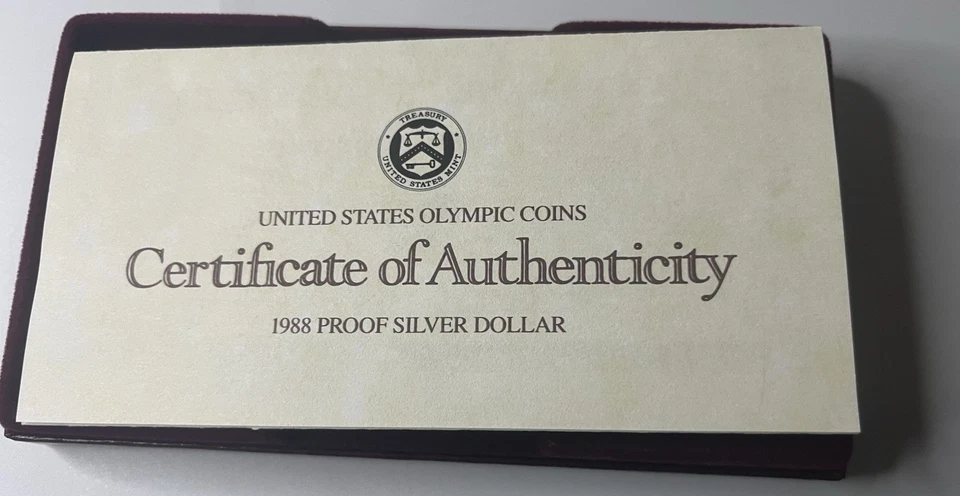 TREASURY
UNITED STATES MINT
UNITED STATES OLYMPIC COINS
Certificate of Authenticity
1988 PROOF SILVER DOLLAR